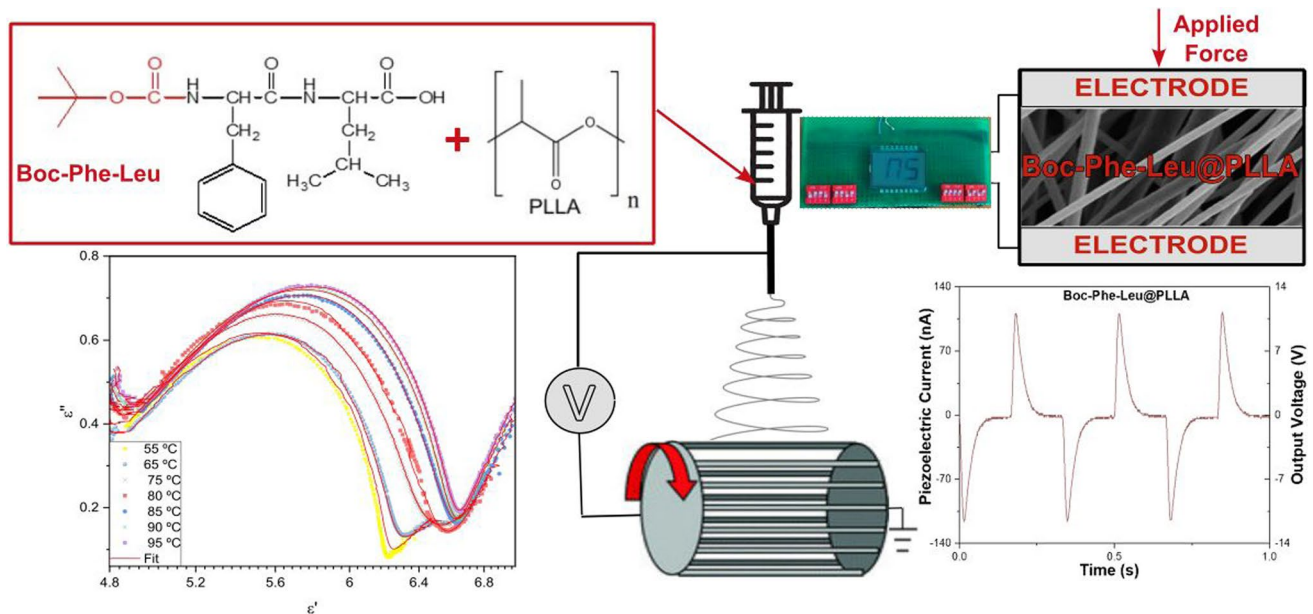 O
O
O
O
N
H
O
N
H
OH
CH2
CH2
CH
H3C
CH3
Boc-Phe-Leu
+
O
O
n
PLLA
Applied
Force
ELECTRODE
Boc-Phe-Leu@PLLA
ELECTRODE
V
0.8
0.6
0.4
0.2
ε''
55 ºC
65 ºC
75 ºC
80 ºC
85 ºC
90 ºC
95 ºC
Fit
4.8 5.2 5.6 6 6.4 6.8
ε'
Boc-Phe-Leu@PLLA
Piezoelectric Current (nA)
140
70
0
-70
-140
14
7
0
-7
-14
Output Voltage (V)
0.0 0.5 1.0
Time (s)